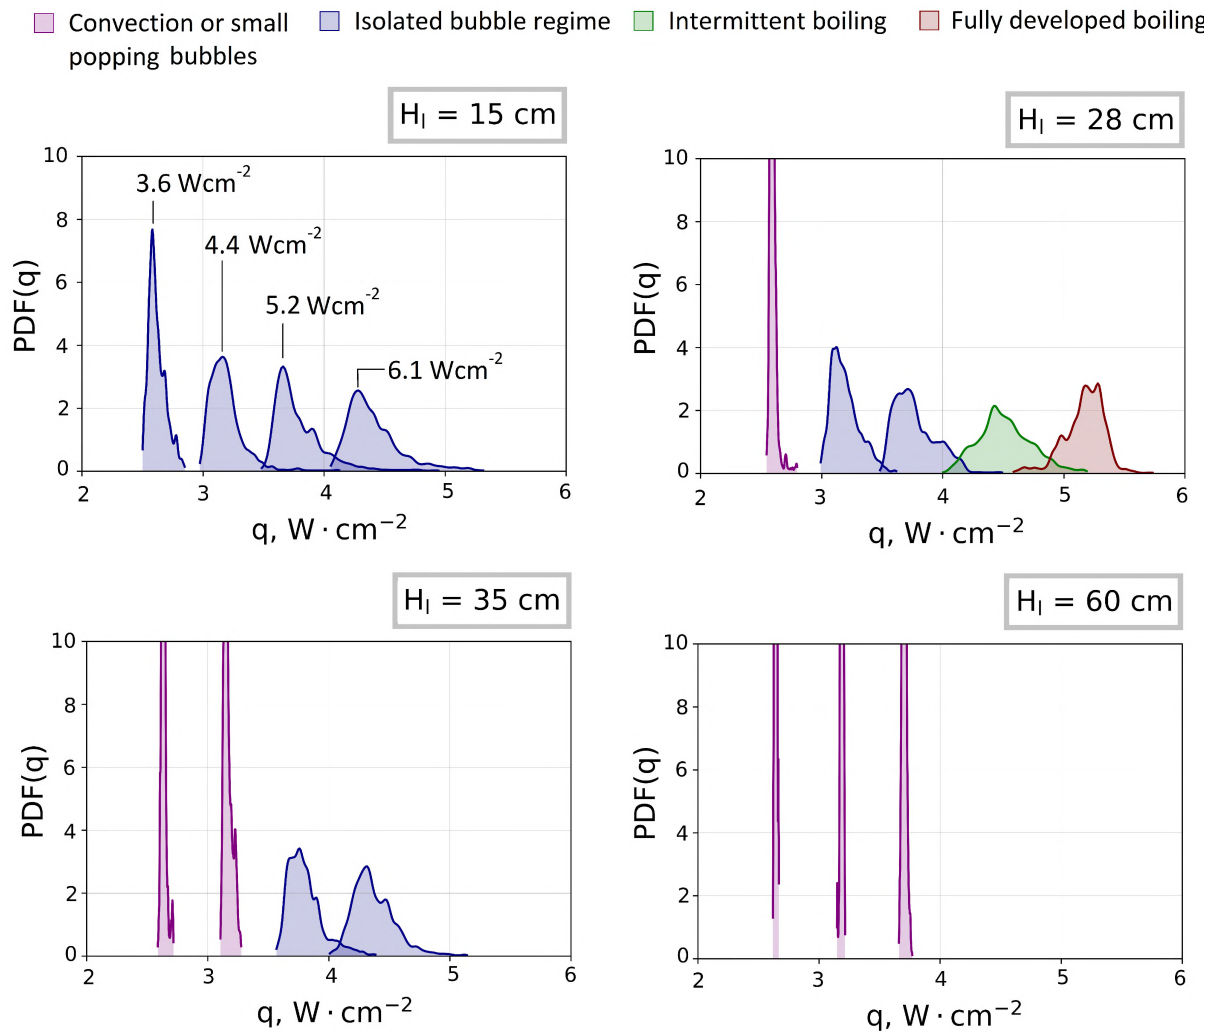 Convection or small
popping bubbles
Isolated bubble regime
Intermittent boiling
Fully developed boiling
H_l = 15 cm
10
8
6
4
2
0
PDF(q)
3.6 Wcm⁻²
4.4 Wcm⁻²
5.2 Wcm⁻²
6.1 Wcm⁻²
2 3 4 5 6
q, W · cm⁻²
H_l = 28 cm
10
8
6
4
2
0
PDF(q)
2 3 4 5 6
q, W · cm⁻²
H_l = 35 cm
10
8
6
4
2
0
PDF(q)
2 3 4 5 6
q, W · cm⁻²
H_l = 60 cm
10
8
6
4
2
0
PDF(q)
2 3 4 5 6
q, W · cm⁻²